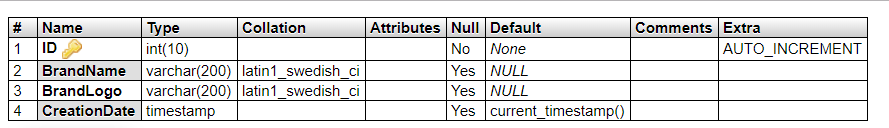 # Name Type Collation Attributes Null Default Comments Extra
1 ID int(10) No None AUTO_INCREMENT
2 BrandName varchar(200) latin1_swedish_ci Yes NULL
3 BrandLogo varchar(200) latin1_swedish_ci Yes NULL
4 CreationDate timestamp Yes current_timestamp()